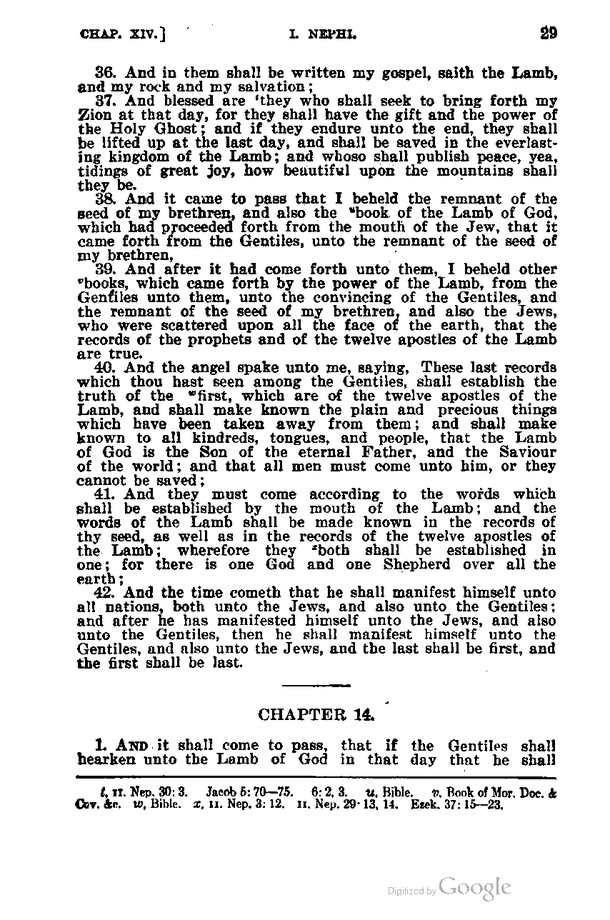 CHAP. XIV.] I. NEPHI. 29
36. And in them shall be written my gospel, saith the Lamb,
and my rock and my salvation;
37. And blessed are ᵗthey who shall seek to bring forth my
Zion at that day, for they shall have the gift and the power of
the Holy Ghost; and if they endure unto the end, they shall
be lifted up at the last day, and shall be saved in the everlast-
ing kingdom of the Lamb; and whoso shall publish peace, yea,
tidings of great joy, how beautiful upon the mountains shall
they be.
38. And it came to pass that I beheld the remnant of the
seed of my brethren, and also the ᵘbook of the Lamb of God,
which had proceeded forth from the mouth of the Jew, that it
came forth from the Gentiles, unto the remnant of the seed of
my brethren,
39. And after it had come forth unto them, I beheld other
ᵛbooks, which came forth by the power of the Lamb, from the
Gentiles unto them, unto the convincing of the Gentiles, and
the remnant of the seed of my brethren, and also the Jews,
who were scattered upon all the face of the earth, that the
records of the prophets and of the twelve apostles of the Lamb
are true.
40. And the angel spake unto me, saying, These last records
which thou hast seen among the Gentiles, shall establish the
truth of the ʷfirst, which are of the twelve apostles of the
Lamb, and shall make known the plain and precious things
which have been taken away from them; and shall make
known to all kindreds, tongues, and people, that the Lamb
of God is the Son of the eternal Father, and the Saviour
of the world; and that all men must come unto him, or they
cannot be saved;
41. And they must come according to the words which
shall be established by the mouth of the Lamb; and the
words of the Lamb shall be made known in the records of
thy seed, as well as in the records of the twelve apostles of
the Lamb; wherefore they ˣboth shall be established in
one; for there is one God and one Shepherd over all the
earth;
42. And the time cometh that he shall manifest himself unto
all nations, both unto the Jews, and also unto the Gentiles;
and after he has manifested himself unto the Jews, and also
unto the Gentiles, then he shall manifest himself unto the
Gentiles, and also unto the Jews, and the last shall be first, and
the first shall be last.
CHAPTER 14.
1. AND it shall come to pass, that if the Gentiles shall
hearken unto the Lamb of God in that day that he shall
t, II. Nep. 30: 3. Jacob 5: 70—75. 6: 2, 3. u, Bible. v, Book of Mor. Doc. &
Cov. &c. w, Bible. x, II. Nep. 3: 12. II. Nep. 29: 13, 14. Ezek. 37: 15—23.
Digitized by Google